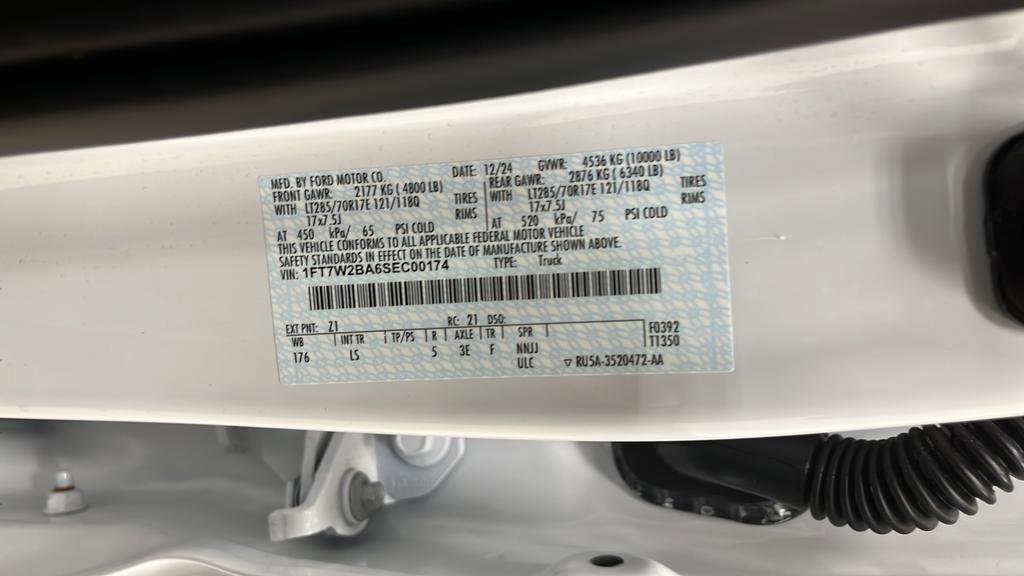 MFD. BY FORD MOTOR CO. DATE: 12/24 GVWR: 4536 KG (10000 LB)
FRONT GAWR: 2177 KG (4800 LB) REAR GAWR: 2876 KG (6340 LB)
WITH LT285/70R17E 121/118Q TIRES WITH LT285/70R17E 121/118Q TIRES
17x7.5J RIMS 17x7.5J RIMS
AT 450 kPa/ 65 PSI COLD AT 520 kPa/ 75 PSI COLD
THIS VEHICLE CONFORMS TO ALL APPLICABLE FEDERAL MOTOR VEHICLE
SAFETY STANDARDS IN EFFECT ON THE DATE OF MANUFACTURE SHOWN ABOVE.
VIN: 1FT7W2BA6SEC00174 TYPE: Truck
EXT PNT: Z1 RC: 21 DSO: F0392
WB INT TR TP/PS R AXLE TR SPR T1350
176 LS 5 3E F NNJJ
ULC ▽ RU5A-3520472-AA